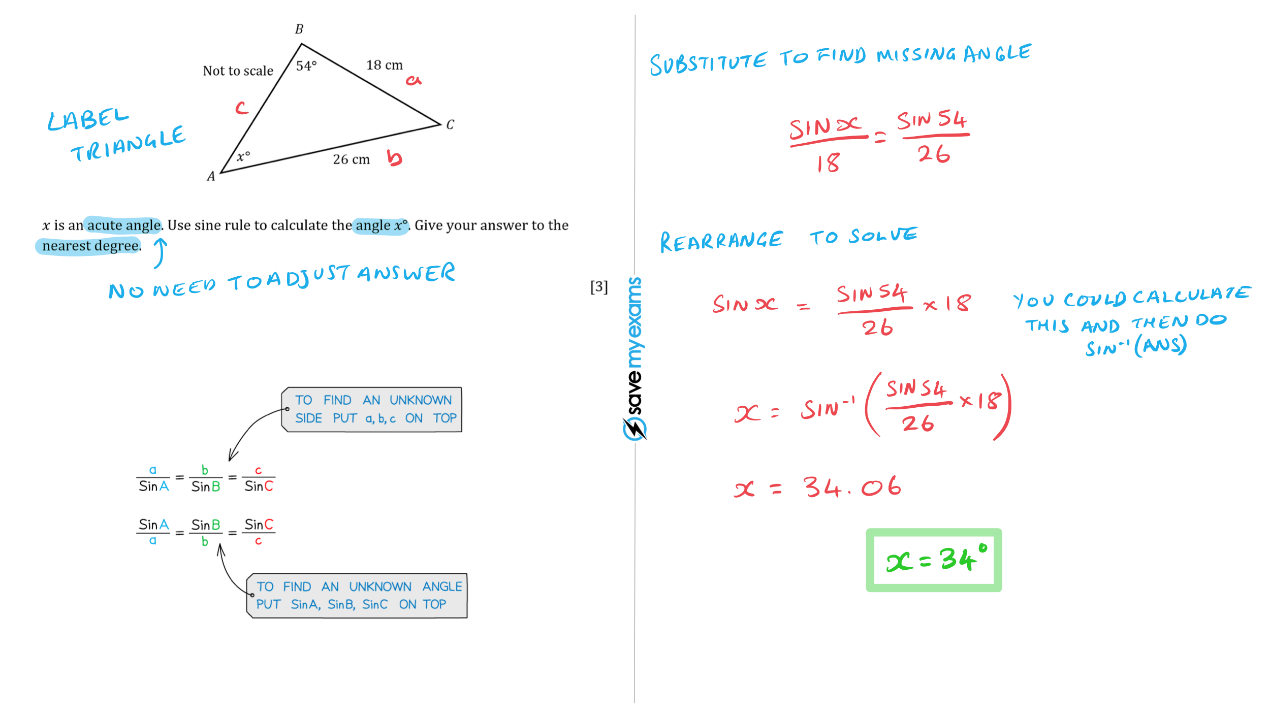 B
Not to scale
54°
18 cm
a
c
C
LABEL
TRIANGLE
x°
26 cm
b
A
x is an acute angle. Use sine rule to calculate the angle x°. Give your answer to the
nearest degree.
NO NEED TO ADJUST ANSWER
[3]
TO FIND AN UNKNOWN
SIDE PUT a, b, c ON TOP
a/SinA = b/SinB = c/SinC
SinA/a = SinB/b = SinC/c
TO FIND AN UNKNOWN ANGLE
PUT SinA, SinB, SinC ON TOP
save my exams
SUBSTITUTE TO FIND MISSING ANGLE
SIN x/18 = SIN 54/26
REARRANGE TO SOLVE
SIN x = SIN 54/26 × 18
YOU COULD CALCULATE
THIS AND THEN DO
SIN⁻¹(ANS)
x = SIN⁻¹(SIN 54/26 × 18)
x = 34.06
x = 34°